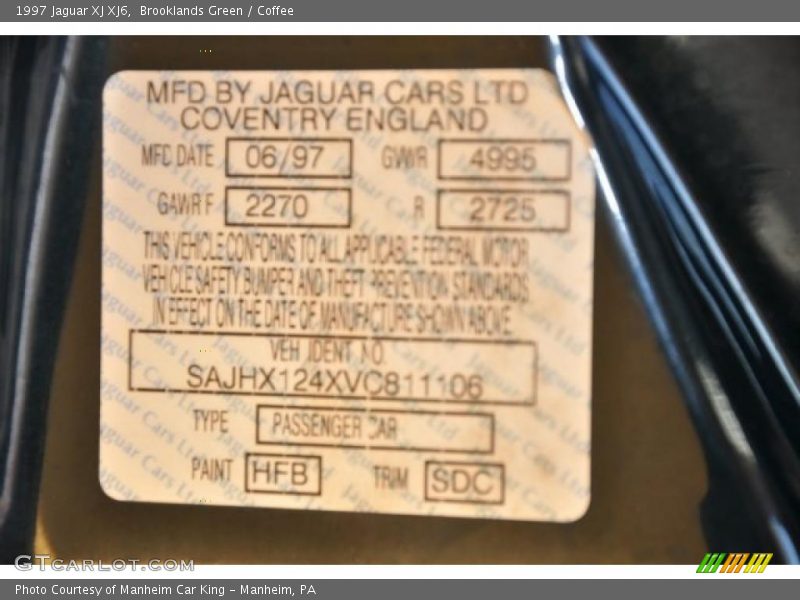 1997 Jaguar XJ XJ6, Brooklands Green / Coffee
MFD BY JAGUAR CARS LTD
COVENTRY ENGLAND
MFD DATE 06/97 GVWR 4995
GAWR F 2270 R 2725
THIS VEHICLE CONFORMS TO ALL APPLICABLE FEDERAL MOTOR
VEHICLE SAFETY BUMPER AND THEFT PREVENTION STANDARDS
IN EFFECT ON THE DATE OF MANUFACTURE SHOWN ABOVE
VEH IDENT NO.
SAJHX124XVC811106
TYPE PASSENGER CAR
PAINT HFB TRIM SDC
GTCARLOT.COM
Photo Courtesy of Manheim Car King - Manheim, PA